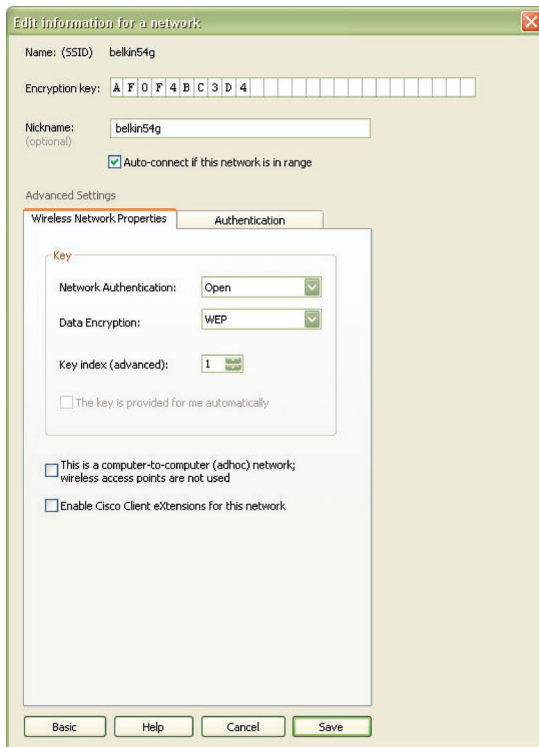 Edit information for a network
Name: (SSID) belkin54g
Encryption key: A F 0 F 4 B C 3 D 4
Nickname: belkin54g
(optional)
Auto-connect if this network is in range
Advanced Settings
Wireless Network Properties Authentication
Key
Network Authentication: Open
Data Encryption: WEP
Key index (advanced): 1
The key is provided for me automatically
This is a computer-to-computer (adhoc) network;
wireless access points are not used
Enable Cisco Client eXtensions for this network
Basic Help Cancel Save